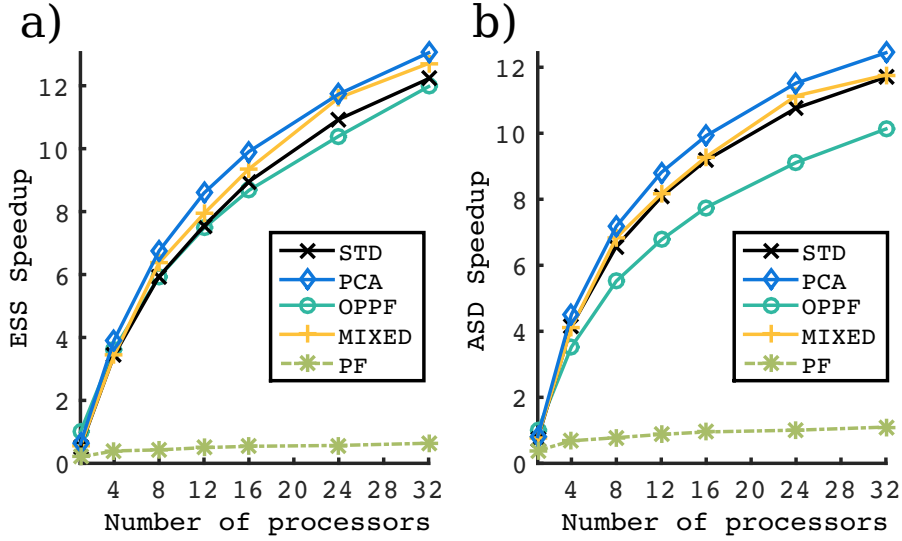 a)
ESS Speedup
12
10
8
6
4
2
0
4 8 12 16 20 24 28 32
Number of processors
STD
PCA
OPPF
MIXED
PF
b)
ASD Speedup
12
10
8
6
4
2
0
4 8 12 16 20 24 28 32
Number of processors
STD
PCA
OPPF
MIXED
PF